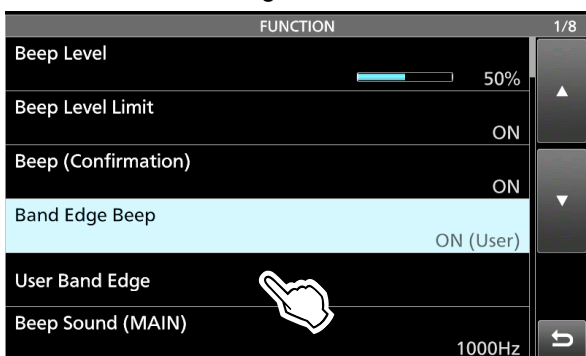 FUNCTION 1/8
Beep Level
50%
Beep Level Limit
ON
Beep (Confirmation)
ON
Band Edge Beep
ON (User)
User Band Edge
Beep Sound (MAIN)
1000Hz